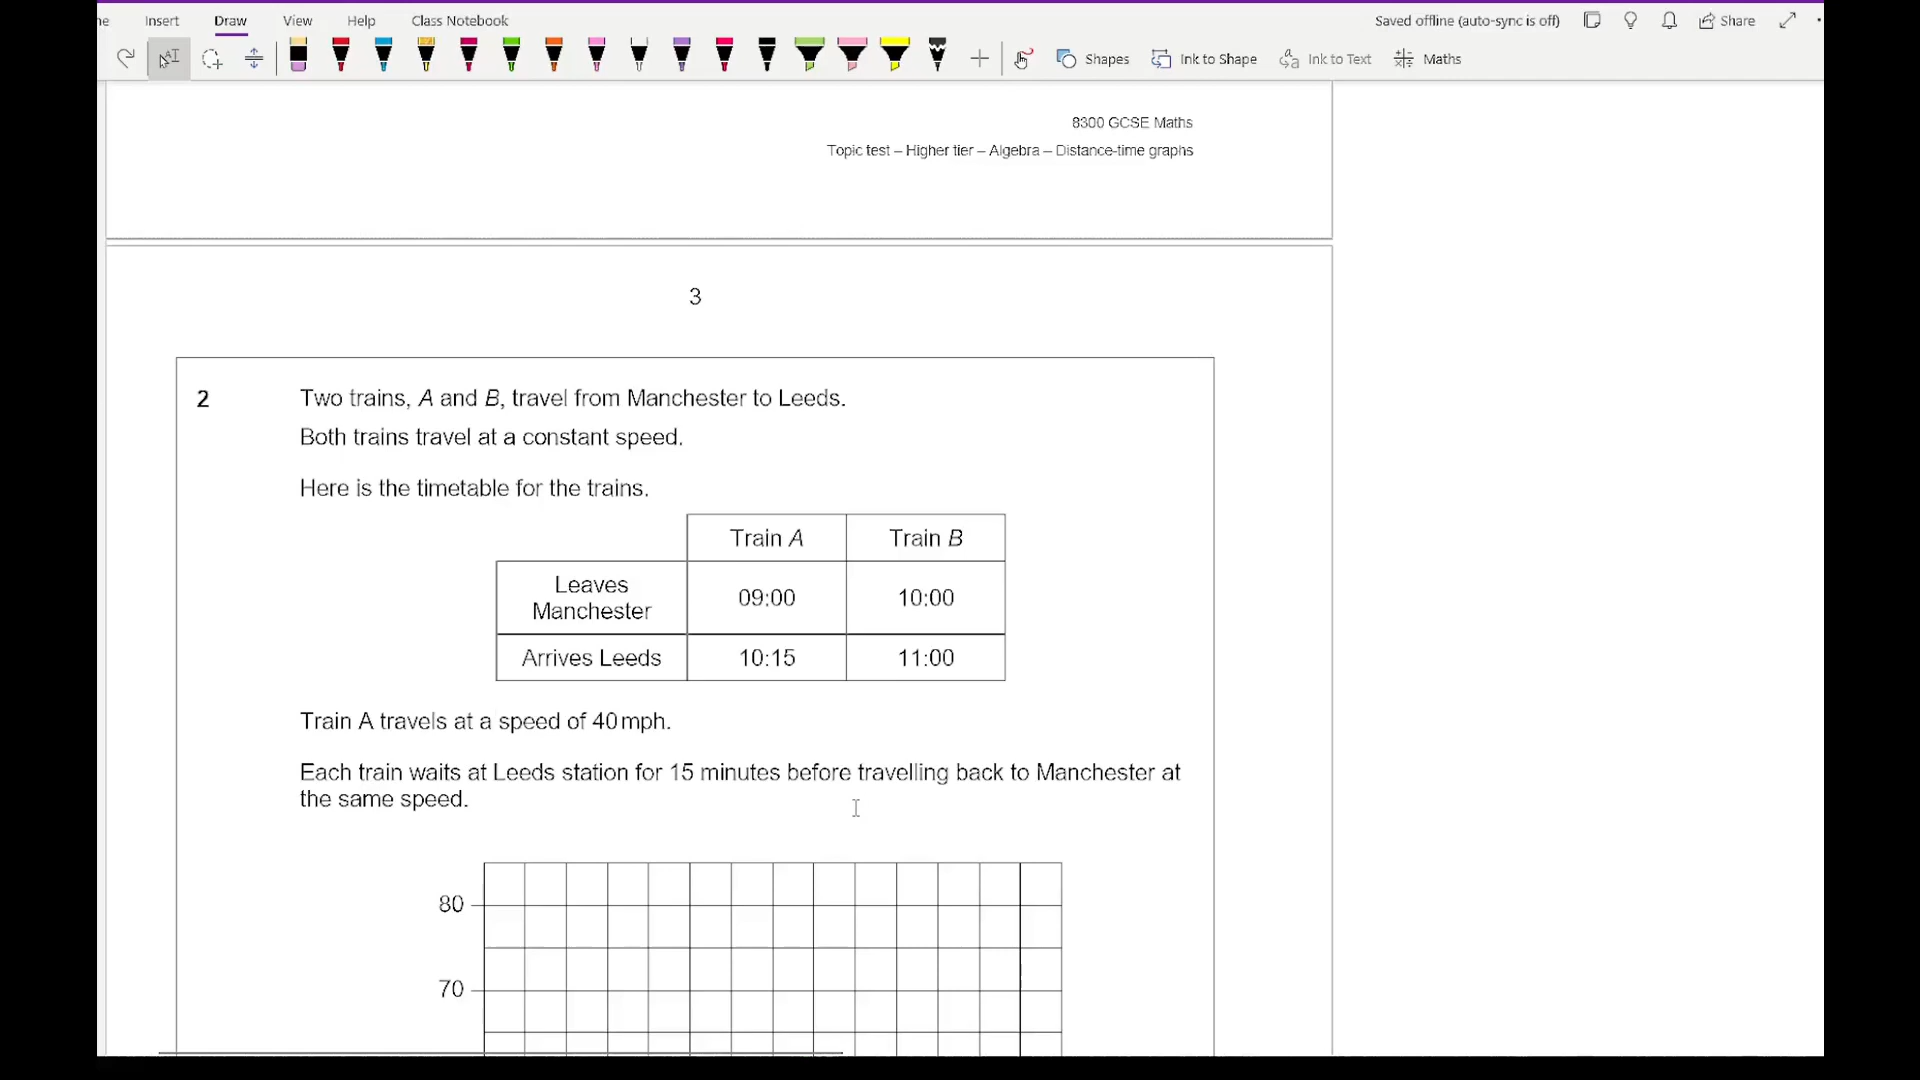 Insert Draw View Help Class Notebook Saved offline (auto-sync is off) Share
Shapes Ink to Shape Ink to Text Maths
8300 GCSE Maths
Topic test – Higher tier – Algebra – Distance-time graphs
3
2 Two trains, A and B, travel from Manchester to Leeds.
Both trains travel at a constant speed.
Here is the timetable for the trains.
Train A Train B
Leaves
Manchester 09:00 10:00
Arrives Leeds 10:15 11:00
Train A travels at a speed of 40 mph.
Each train waits at Leeds station for 15 minutes before travelling back to Manchester at
the same speed.
80
70